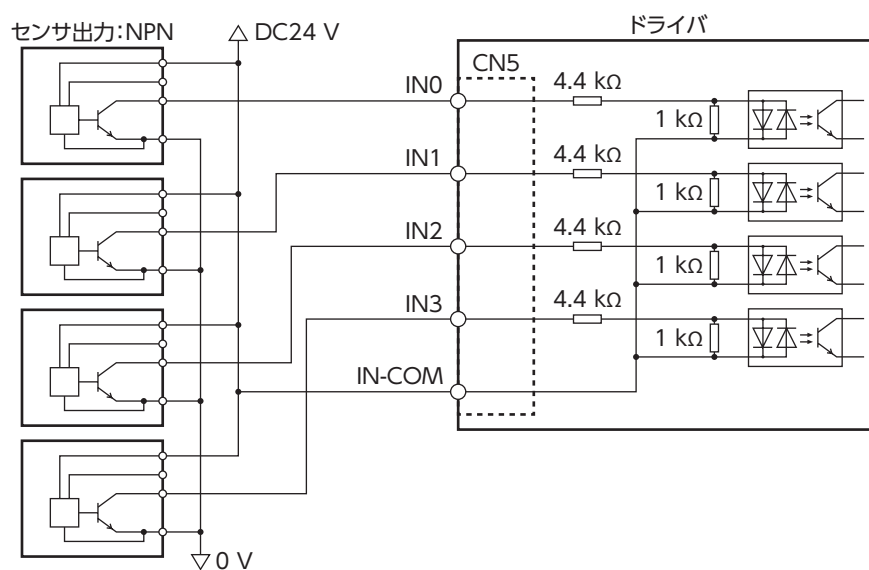 センサ出力:NPN
DC24 V
ドライバ
CN5
IN0
4.4 kΩ
1 kΩ
IN1
4.4 kΩ
1 kΩ
IN2
4.4 kΩ
1 kΩ
IN3
4.4 kΩ
1 kΩ
IN-COM
0 V